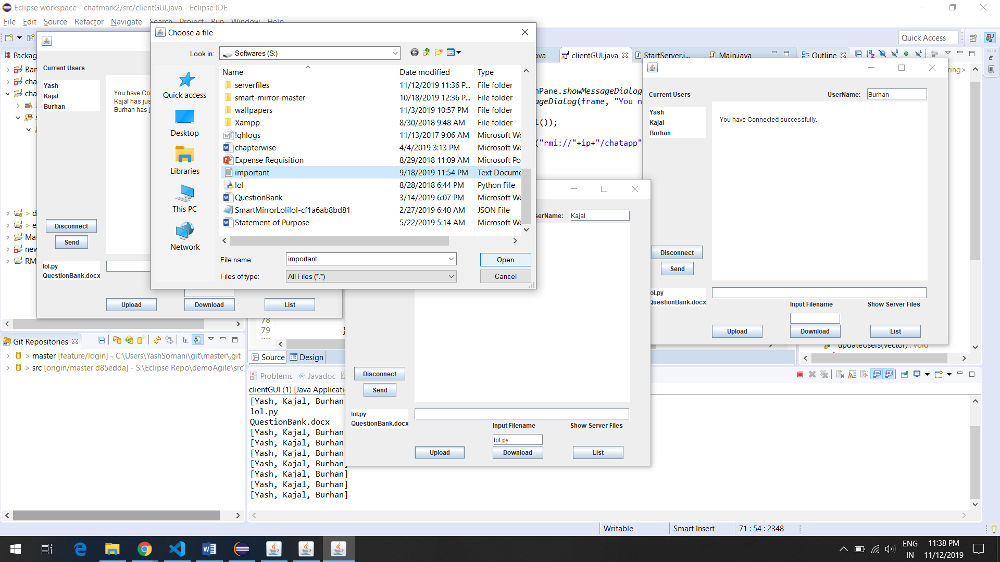 Eclipse workspace - chatmark2/src/clientGUI.java - Eclipse IDE
File Edit Source Refactor Navigate Search Project Run Window Help
Quick Access
Choose a file
Look in: Softwares (S:)
Quick access
Desktop
Libraries
This PC
Network
Name Date modified Type
serverfiles 11/12/2019 11:36 P... File folder
smart-mirror-master 10/18/2019 12:36 P... File folder
wallpapers 11/3/2019 10:57 PM File folder
Xampp 8/30/2018 9:48 AM File folder
!qhlogs 11/13/2017 9:06 AM Microsoft Wo
chapterwise 4/4/2019 3:13 PM Microsoft Wo
Expense Requisition 8/29/2018 11:09 AM Microsoft Po
important 9/18/2019 11:54 PM Text Docume
lol 8/28/2018 6:44 PM Python File
QuestionBank 3/14/2019 6:07 PM Microsoft Wo
SmartMirrorLolilol-cf1a6ab8bd81 2/27/2019 6:40 AM JSON File
Statement of Purpose 5/22/2019 5:14 AM Microsoft Wo
File name: important
Open
Files of type: All Files (*.*)
Cancel
Packag
Ban
cha
cha
> d
> e
Mat
new
RM
Current Users
Yash
Kajal
Burhan
You have Co
Kajal has jus
Burhan has j
Disconnect
Send
lol.py
QuestionBank.docx
Upload
Download
List
ava
clientGUI.java
StartServer.j...
Main.java
Outline
nPane.showMessageDialog
ageDialog(frame, "You n
t());
("rmi://"+ip+"/chatapp"
78
79 }
ring>
updateUsers(Vector) : void
Current Users
UserName: Burhan
Yash
Kajal
Burhan
You have Connected successfully.
Disconnect
Send
ol.py
QuestionBank.docx
Input Filename
Show Server Files
Upload
Download
List
serName: Kajal
Disconnect
Send
lol.py
QuestionBank.docx
Input Filename
Show Server Files
lol.py
Upload
Download
List
Git Repositories
> master [feature/login] - C:\Users\YashSomani\git\master\.git
> src [origin/master d85edda] - S:\Eclipse Repo\demoAgile\src
Source
Design
Problems
@ Javadoc
clientGUI (1) [Java Applicati
[Yash, Kajal, Burhan]
lol.py
QuestionBank.docx
[Yash, Kajal, Burhan]
[Yash, Kajal, Burhan]
[Yash, Kajal, Burhan]
[Yash, Kajal, Burhan]
[Yash, Kajal, Burhan]
[Yash, Kajal, Burhan]
[Yash, Kajal, Burhan]
Writable
Smart Insert
71 : 54 : 2348
ENG
IN
11:38 PM
11/12/2019